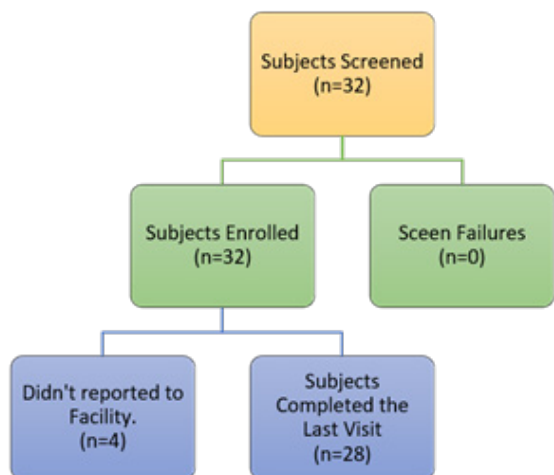 Subjects Screened
(n=32)
Subjects Enrolled
(n=32)
Sceen Failures
(n=0)
Didn't reported to
Facility.
(n=4)
Subjects
Completed the
Last Visit
(n=28)